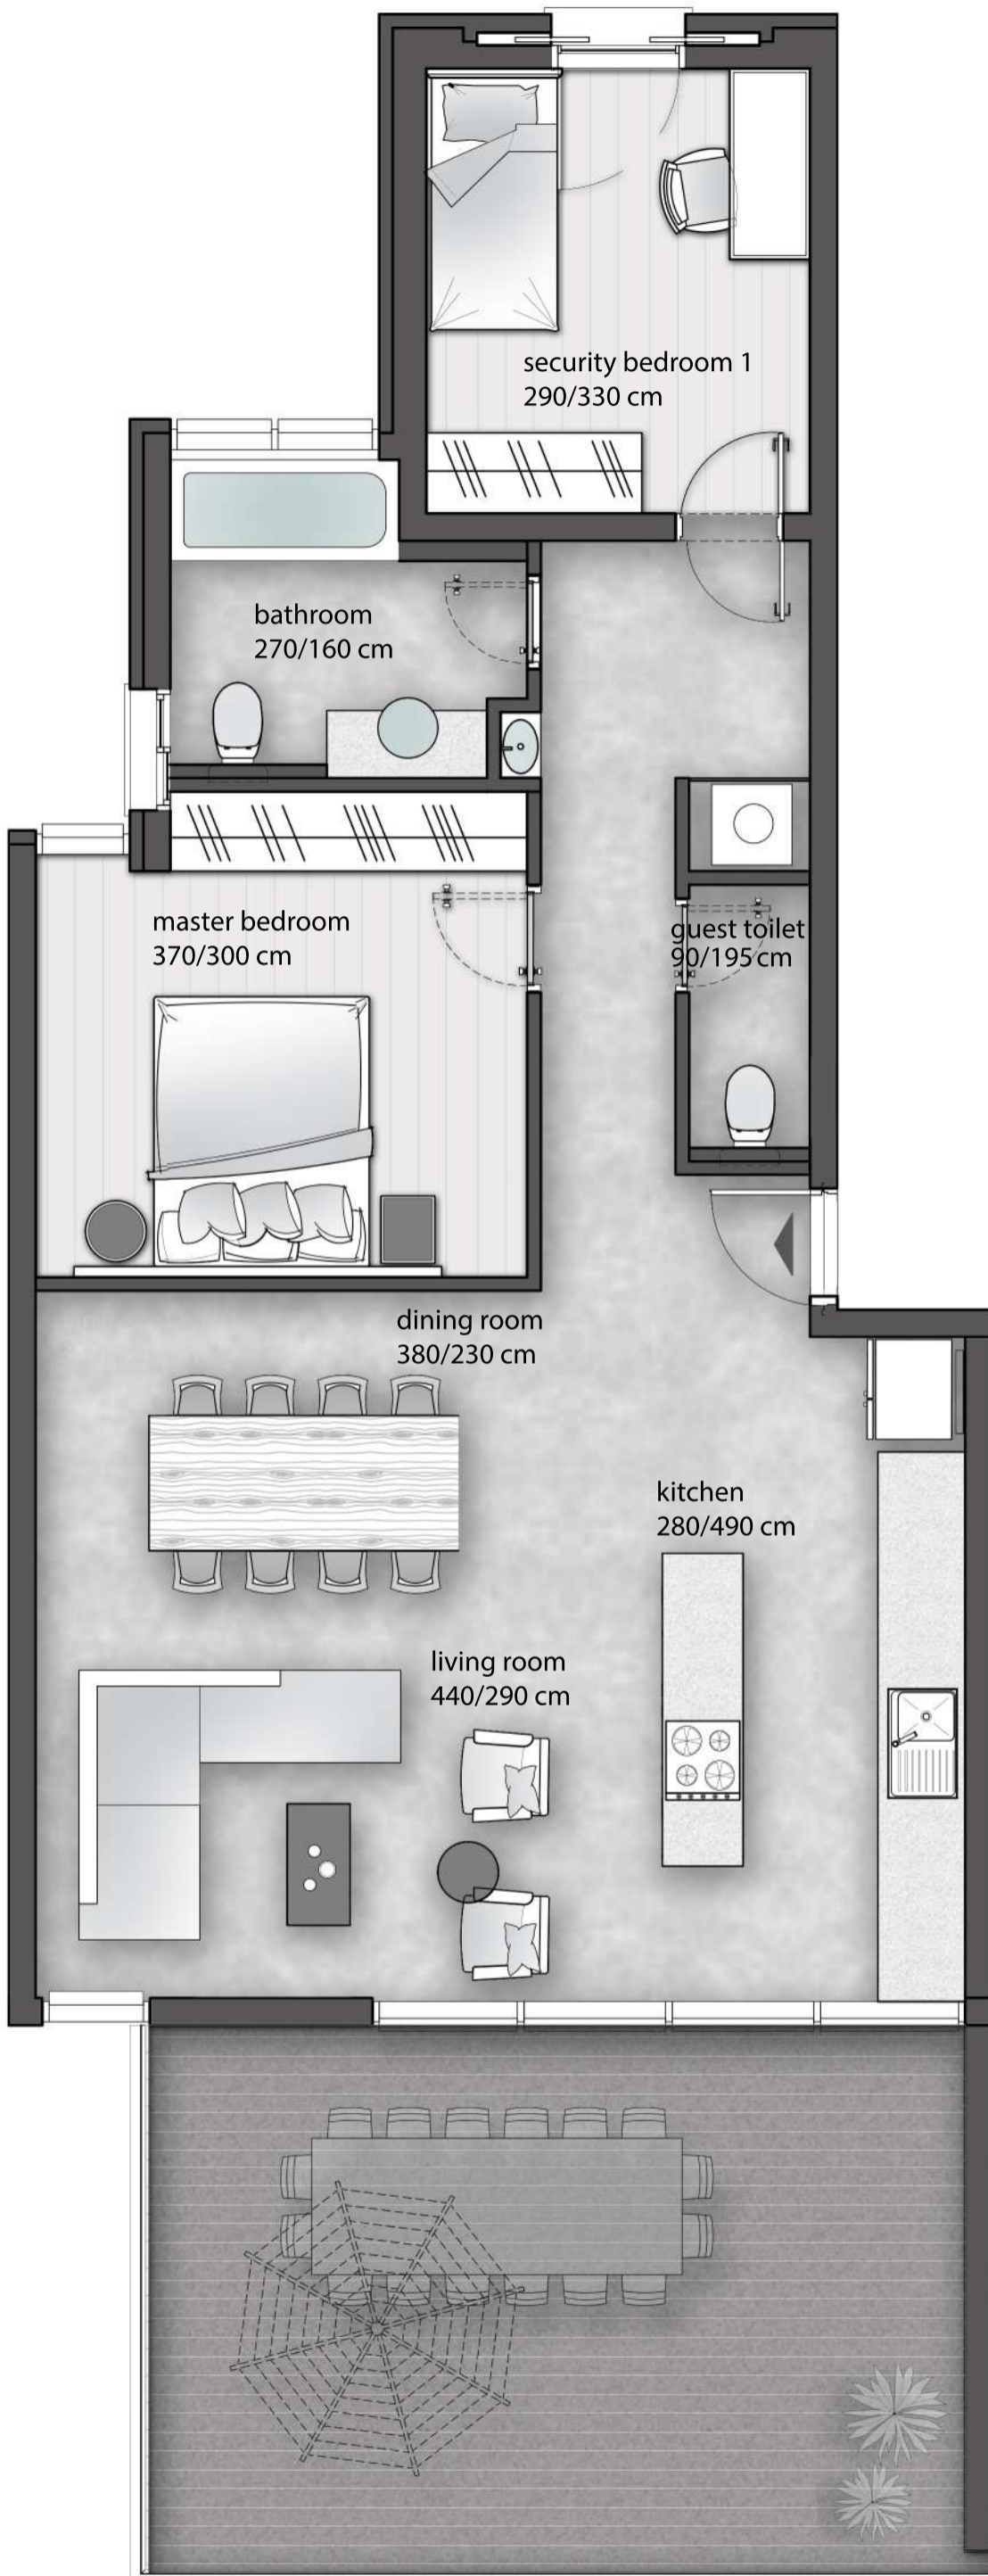 security bedroom 1
290/330 cm
bathroom
270/160 cm
master bedroom
370/300 cm
guest toilet
90/195 cm
dining room
380/230 cm
kitchen
280/490 cm
living room
440/290 cm